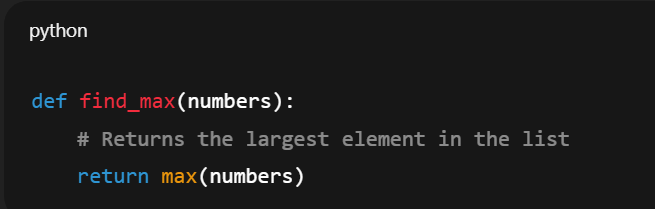 python
def find_max(numbers):
    # Returns the largest element in the list
    return max(numbers)